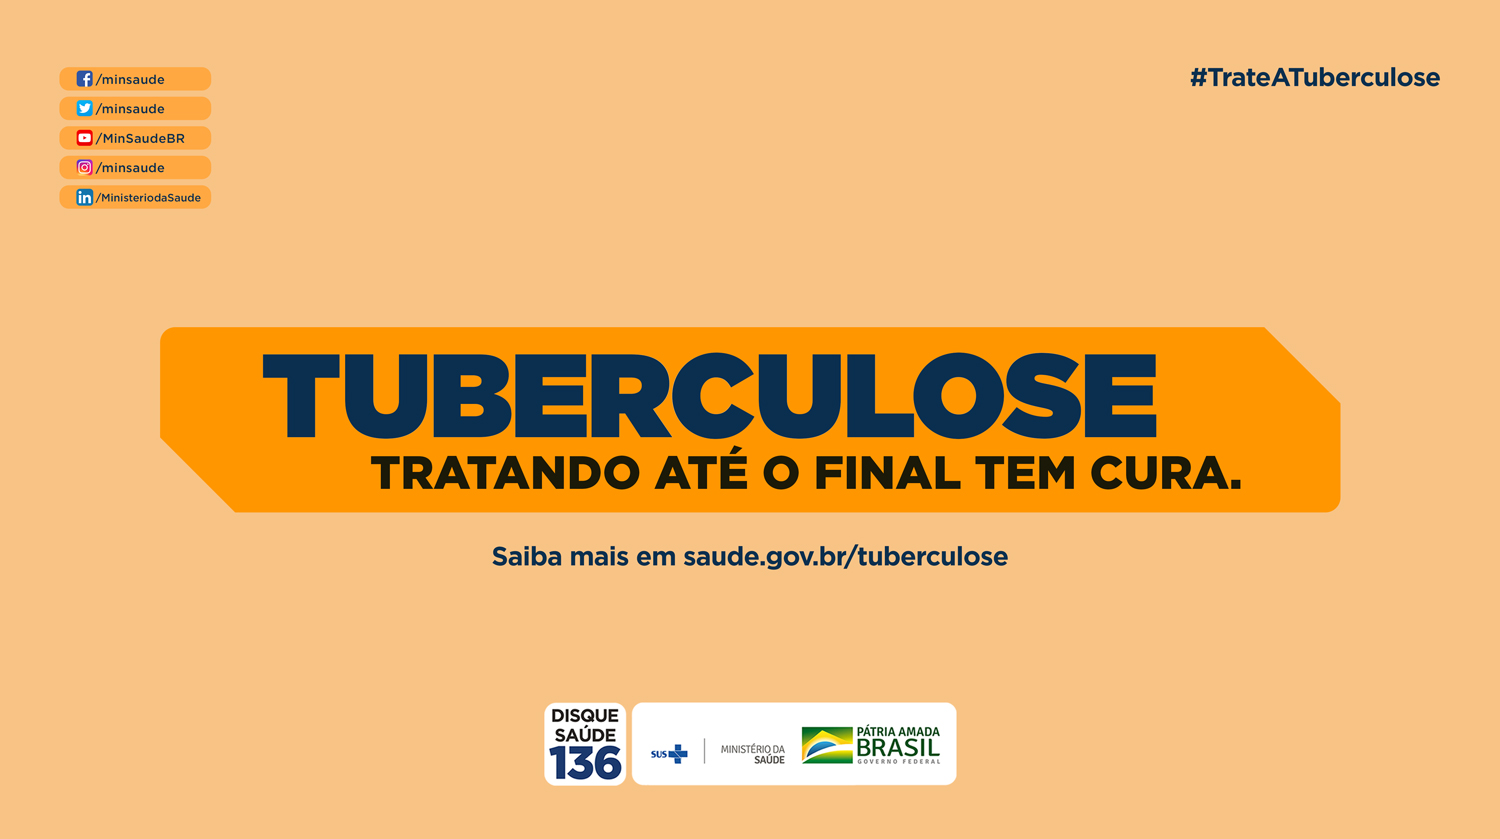 /minsaude
/minsaude
/MinSaudeBR
/minsaude
/MinisteriodaSaude
#TrateATuberculose
TUBERCULOSE
TRATANDO ATÉ O FINAL TEM CURA.
Saiba mais em saude.gov.br/tuberculose
DISQUE
SAÚDE
136
SUS
MINISTÉRIO DA
SAÚDE
PÁTRIA AMADA
BRASIL
GOVERNO FEDERAL